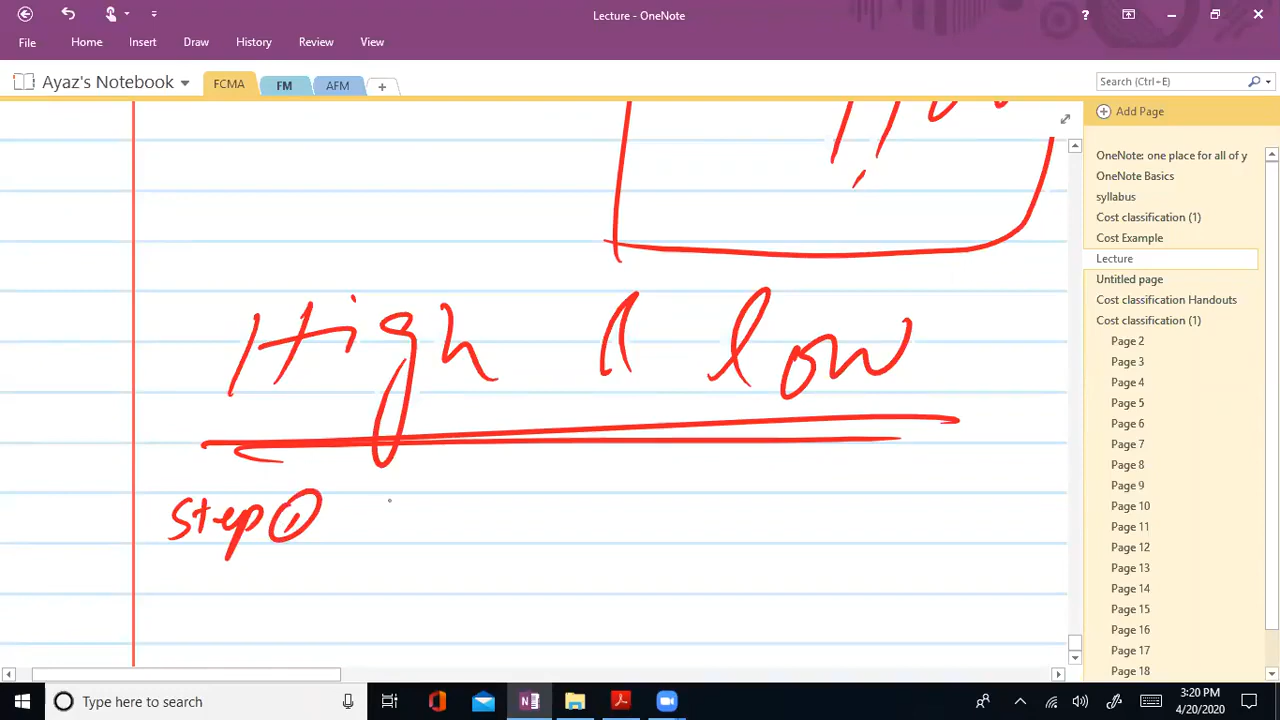 Lecture - OneNote
File Home Insert Draw History Review View
Ayaz's Notebook FCMA FM AFM +
Search (Ctrl+E)
Add Page
OneNote: one place for all of y
OneNote Basics
syllabus
Cost classification (1)
Cost Example
Lecture
Untitled page
Cost classification Handouts
Cost classification (1)
Page 2
Page 3
Page 4
Page 5
Page 6
Page 7
Page 8
Page 9
Page 10
Page 11
Page 12
Page 13
Page 14
Page 15
Page 16
Page 17
Page 18
High & low
Step ①
Type here to search
3:20 PM
4/20/2020